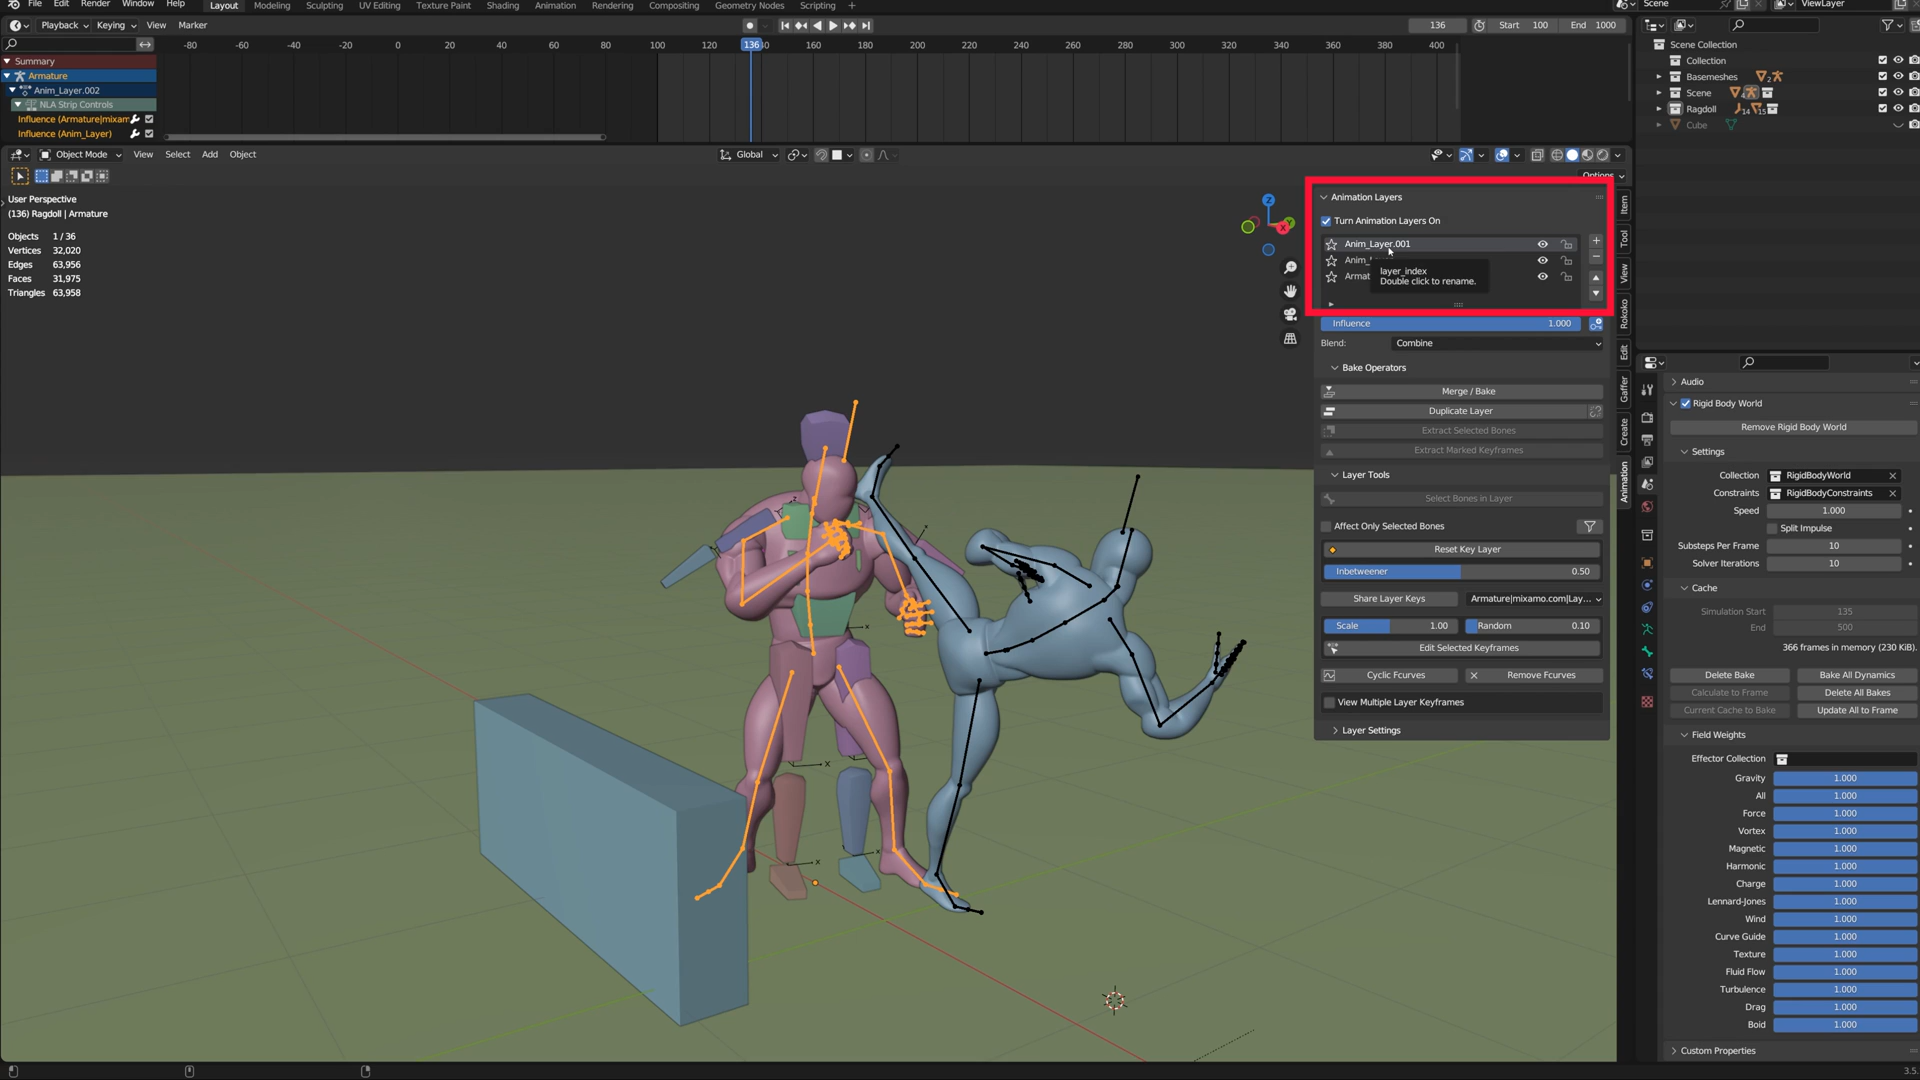 File Edit Render Window Help Layout Modeling Sculpting UV Editing Texture Paint Shading Animation Rendering Compositing Geometry Nodes Scripting + Scene ViewLayer
Playback Keying View Marker 136 Start 100 End 1000
-80 -60 -40 -20 0 20 40 60 80 100 120 136 160 180 200 220 240 260 280 300 320 340 360 380 400
Summary
Armature
Anim_Layer.002
NLA Strip Controls
Influence (Armature|mixam
Influence (Anim_Layer)
Scene Collection
Collection
Basemeshes 2
Scene
Ragdoll 14 15
Cube
Object Mode View Select Add Object Global
Options
User Perspective
(136) Ragdoll | Armature
Objects 1 / 36
Vertices 32,020
Edges 63,956
Faces 31,975
Triangles 63,958
Z
X
Animation Layers
Turn Animation Layers On
Anim_Layer.001
Anim_
Armat
layer_index
Double click to rename.
Influence 1.000
Blend: Combine
Bake Operators
Merge / Bake
Duplicate Layer
Extract Selected Bones
Extract Marked Keyframes
Layer Tools
Select Bones in Layer
Affect Only Selected Bones
Reset Key Layer
Inbetweener 0.50
Share Layer Keys Armature|mixamo.com|Lay...
Scale 1.00 Random 0.10
Edit Selected Keyframes
Cyclic Fcurves Remove Fcurves
View Multiple Layer Keyframes
Layer Settings
Item
Tool
View
Rokoko
Edit
Gaffer
Create
Animation
Audio
Rigid Body World
Remove Rigid Body World
Settings
Collection RigidBodyWorld
Constraints RigidBodyConstraints
Speed 1.000
Split Impulse
Substeps Per Frame 10
Solver Iterations 10
Cache
Simulation Start 135
End 500
366 frames in memory (230 KiB).
Delete Bake Bake All Dynamics
Calculate to Frame Delete All Bakes
Current Cache to Bake Update All to Frame
Field Weights
Effector Collection
Gravity 1.000
All 1.000
Force 1.000
Vortex 1.000
Magnetic 1.000
Harmonic 1.000
Charge 1.000
Lennard-Jones 1.000
Wind 1.000
Curve Guide 1.000
Texture 1.000
Fluid Flow 1.000
Turbulence 1.000
Drag 1.000
Boid 1.000
Custom Properties
3.5.